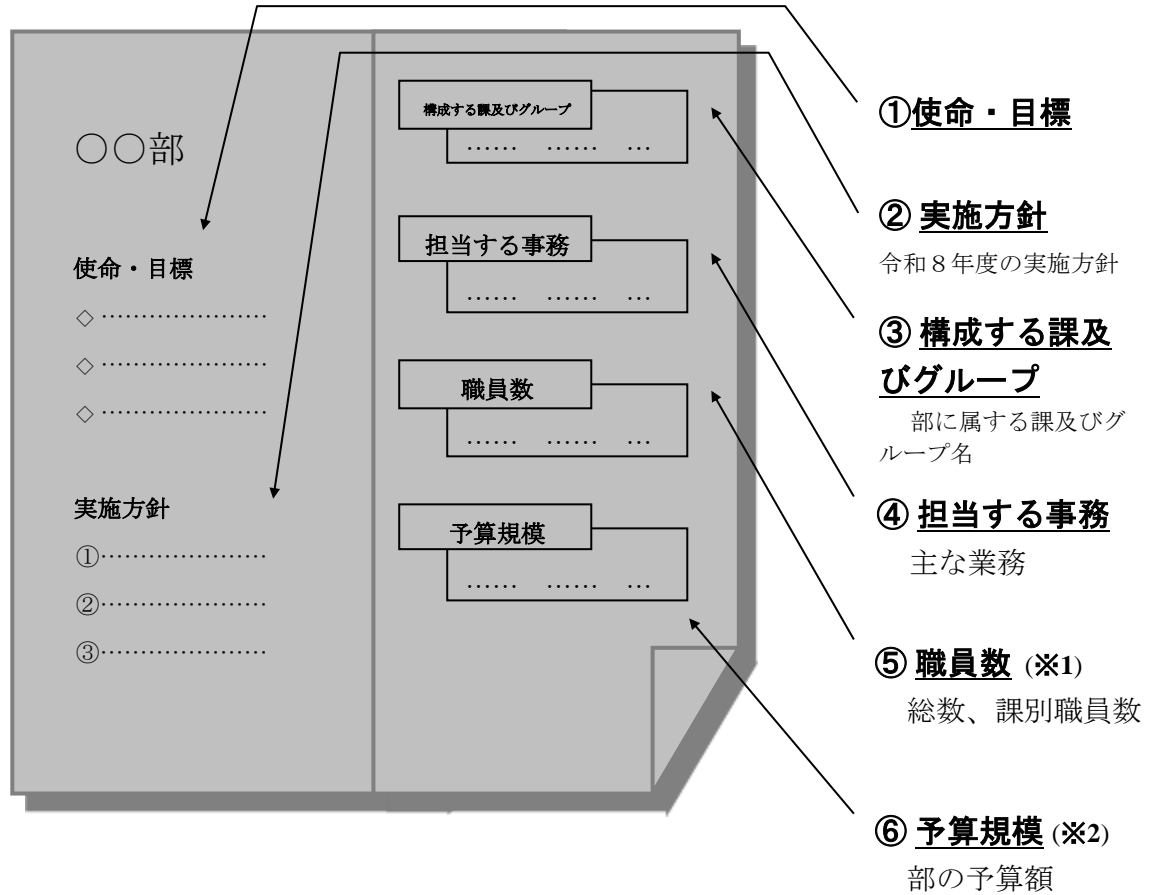 ○○部
使命・目標
◇ …………………
◇ …………………
◇ …………………
実施方針
①…………………
②…………………
③…………………
構成する課及びグループ
…… …… …
担当する事務
…… …… …
職員数
…… …… …
予算規模
…… …… …
①使命・目標
② 実施方針
令和８年度の実施方針
③ 構成する課及
びグループ
部に属する課及びグ
ループ名
④ 担当する事務
主な業務
⑤ 職員数 (※1)
総数、課別職員数
⑥ 予算規模 (※2)
部の予算額